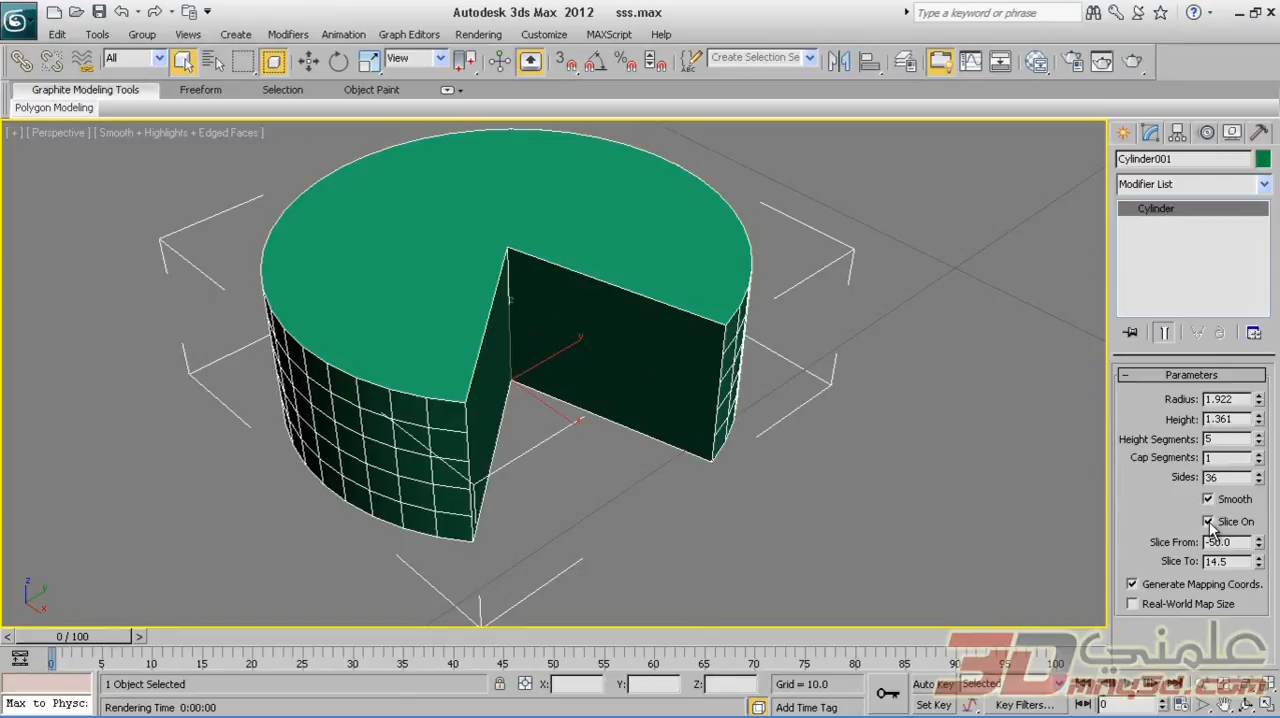 Autodesk 3ds Max 2012 sss.max
Type a keyword or phrase
Edit Tools Group Views Create Modifiers Animation Graph Editors Rendering Customize MAXScript Help
All View 3 Create Selection Se
Graphite Modeling Tools Freeform Selection Object Paint
Polygon Modeling
[ + ] [ Perspective ] [ Smooth + Highlights + Edged Faces ]
Cylinder001
Modifier List
Cylinder
z y x
z y x
- Parameters
Radius: 1.922
Height: 1.361
Height Segments: 5
Cap Segments: 1
Sides: 36
Smooth
Slice On
Slice From: -50.0
Slice To: 14.5
Generate Mapping Coords.
Real-World Map Size
< 0 / 100 >
0 5 10 15 20 25 30 35 40 45 50 55 60 65 70 75 80 85 90 95 100
علمني
3D
1 Object Selected X: Y: Z: Grid = 10.0 Auto Key Selected
Max to Physc: Rendering Time 0:00:00 Add Time Tag Set Key Key Filters... 0